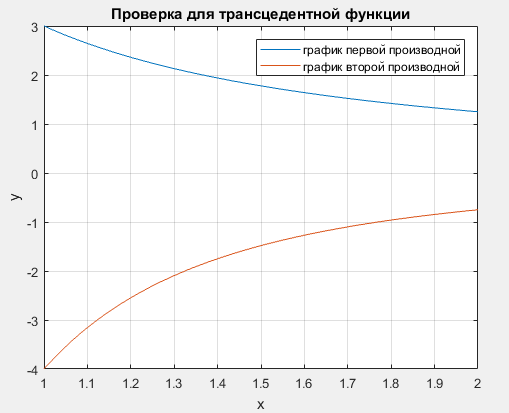 Проверка для трансцедентной функции
график первой производной
график второй производной
3
2
1
0
-1
-2
-3
-4
y
1 1.1 1.2 1.3 1.4 1.5 1.6 1.7 1.8 1.9 2
x